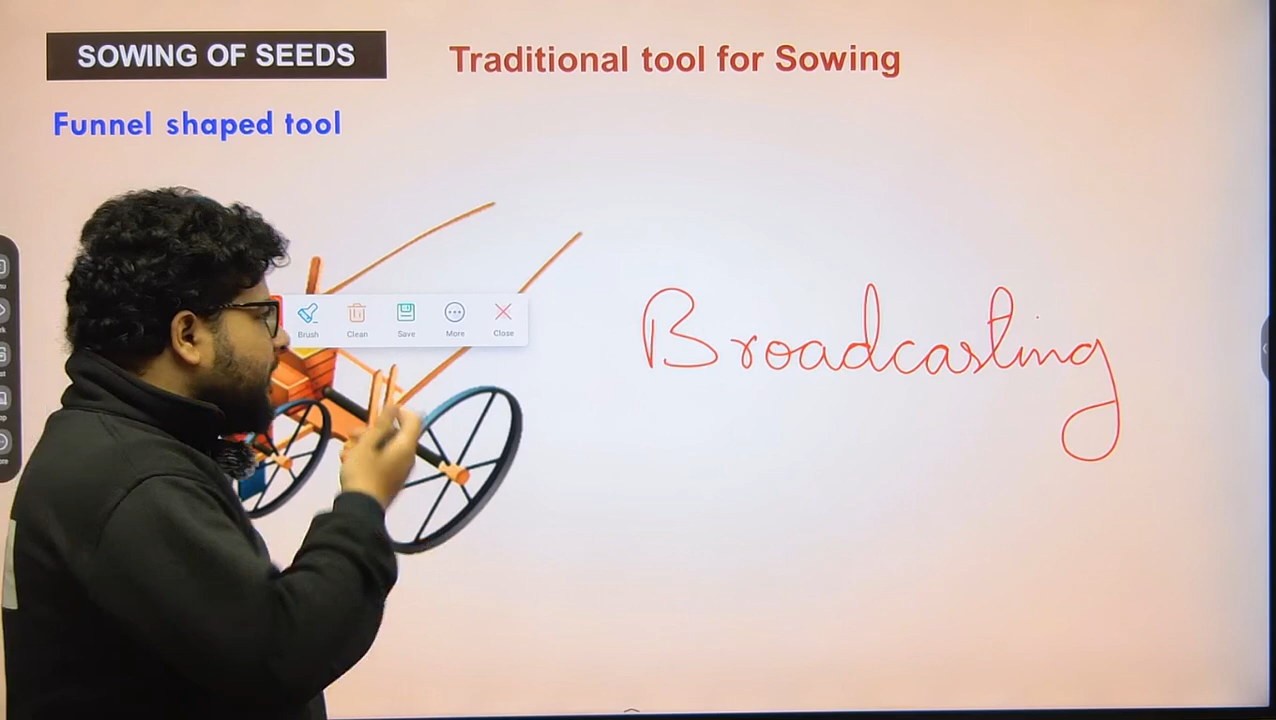 SOWING OF SEEDS
Traditional tool for Sowing
Funnel shaped tool
Brush
Clean
Save
More
Close
Broadcasting